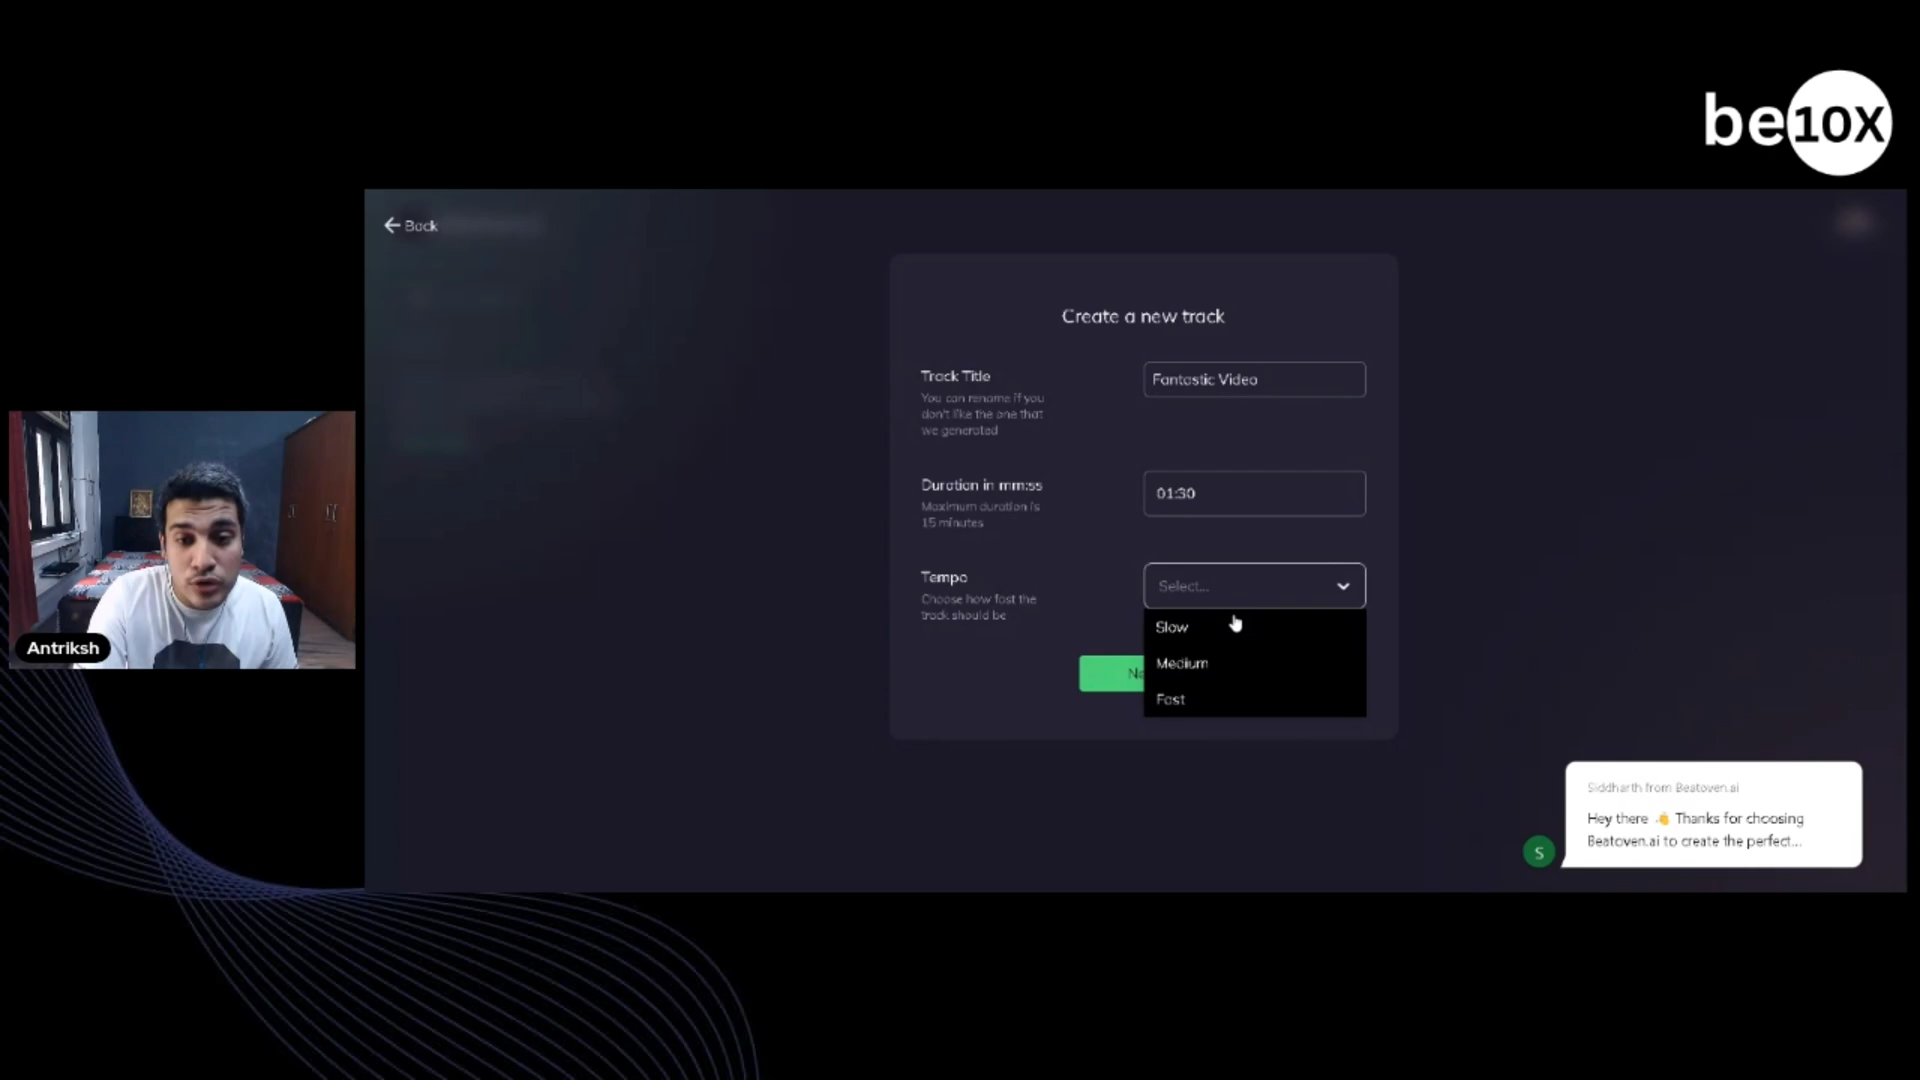 be10X
Back
Create a new track
Track Title
Fantastic Video
You can rename if you
don't like the one that
we generated
Duration in mm:ss
01:30
Maximum duration is
15 minutes
Tempo
Select...
Choose how fast the
track should be
Slow
Medium
Fast
Ne
Antriksh
Siddharth from Beatoven.ai
Hey there 👋 Thanks for choosing
Beatoven.ai to create the perfect...
S